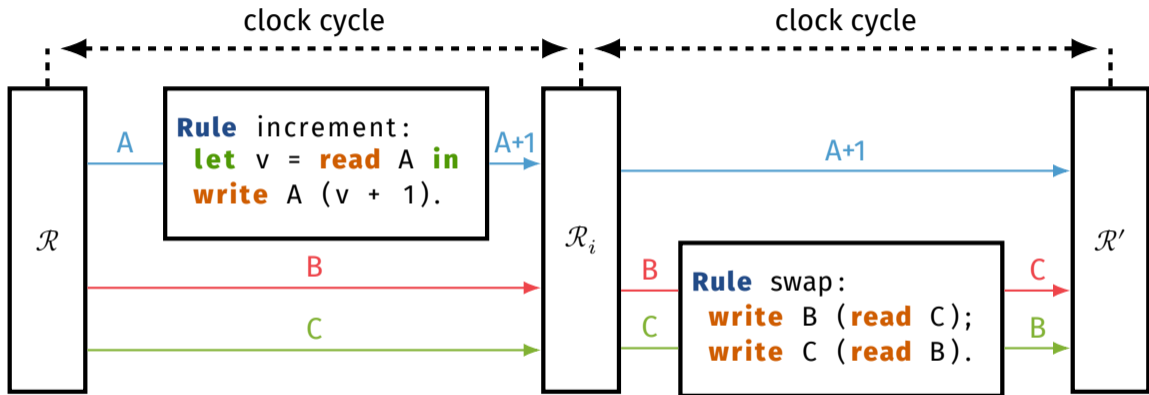 clock cycle
clock cycle
ℛ
A
Rule increment:
let v = read A in
write A (v + 1).
A+1
B
C
ℛᵢ
A+1
B
C
Rule swap:
write B (read C);
write C (read B).
C
B
ℛ′